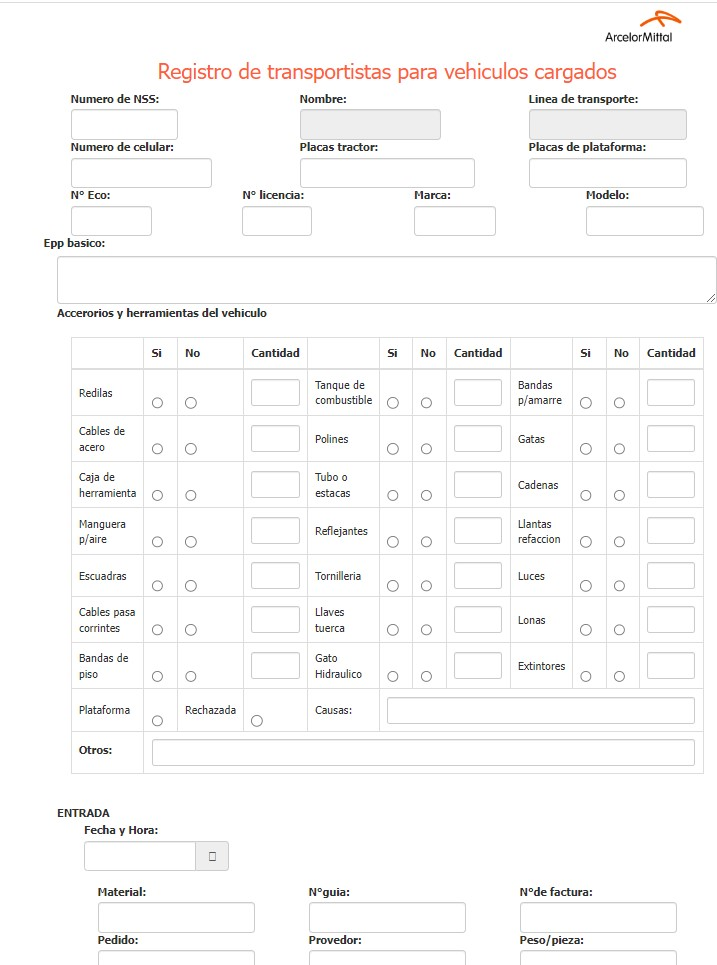 ArcelorMittal
Registro de transportistas para vehiculos cargados
Numero de NSS: Nombre: Linea de transporte:
Numero de celular: Placas tractor: Placas de plataforma:
N° Eco: N° licencia: Marca: Modelo:
Epp basico:
Accerorios y herramientas del vehiculo
Si No Cantidad Si No Cantidad Si No Cantidad
Redilas Tanque de combustible Bandas p/amarre
Cables de acero Polines Gatas
Caja de herramienta Tubo o estacas Cadenas
Manguera p/aire Reflejantes Llantas refaccion
Escuadras Tornilleria Luces
Cables pasa corrintes Llaves tuerca Lonas
Bandas de piso Gato Hidraulico Extintores
Plataforma Rechazada Causas:
Otros:
ENTRADA
Fecha y Hora:
Material: N°guia: N°de factura:
Pedido: Provedor: Peso/pieza: